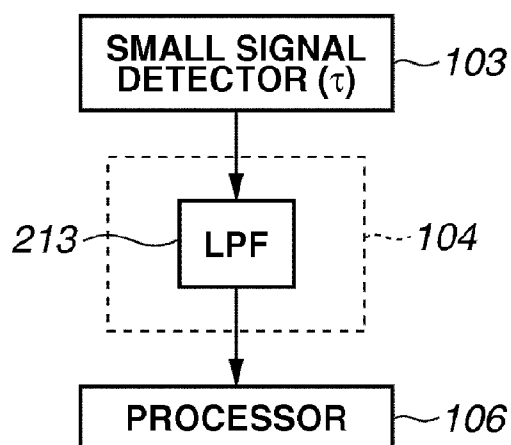 SMALL SIGNAL
DETECTOR (τ)
103
213
LPF
104
PROCESSOR
106